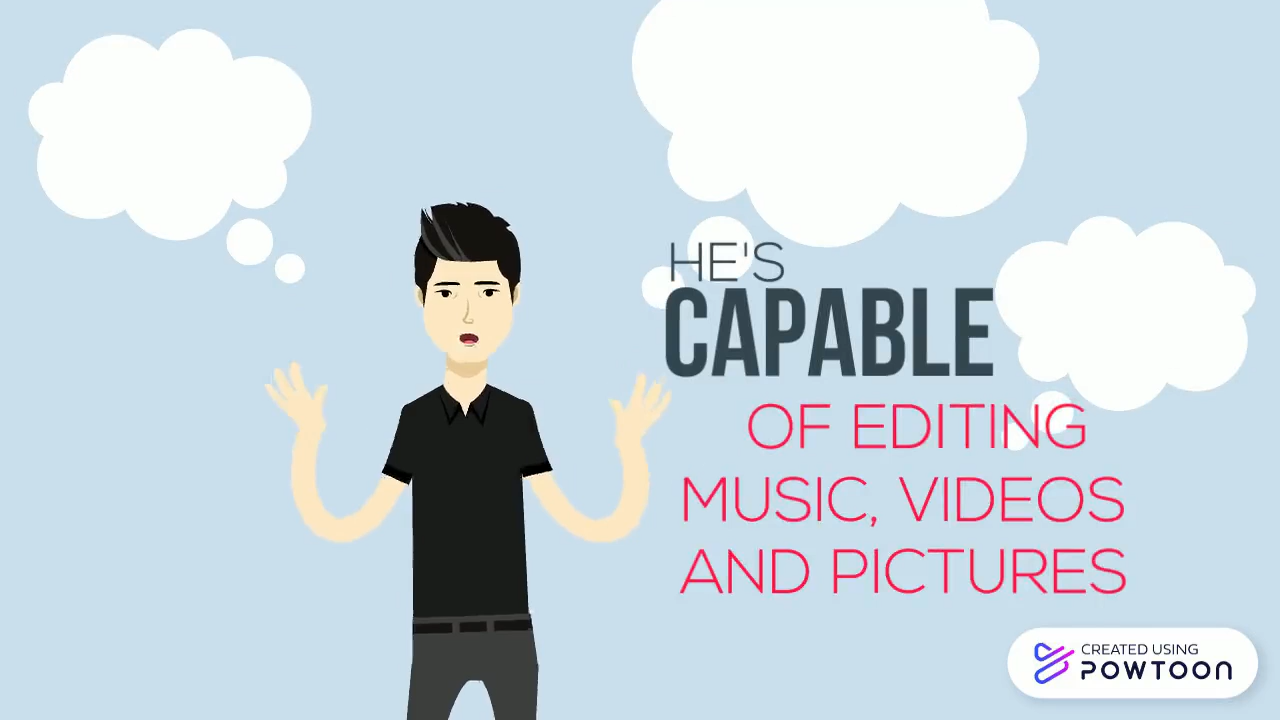 HE'S
CAPABLE
OF EDITING
MUSIC, VIDEOS
AND PICTURES
CREATED USING
POWTOON